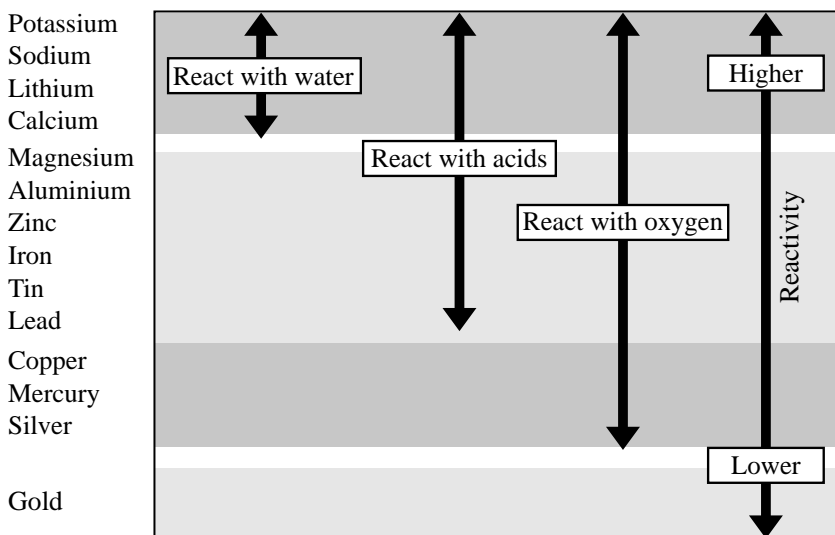 Potassium
Sodium
Lithium
Calcium
Magnesium
Aluminium
Zinc
Iron
Tin
Lead
Copper
Mercury
Silver
Gold
React with water
React with acids
React with oxygen
Higher
Reactivity
Lower